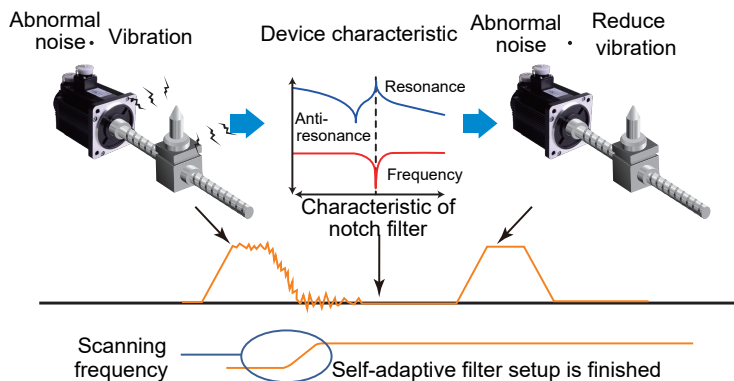 Abnormal
noise · Vibration
Device characteristic
Abnormal
noise · Reduce
vibration
Resonance
Anti-
resonance
Frequency
Characteristic of
notch filter
Scanning
frequency
Self-adaptive filter setup is finished